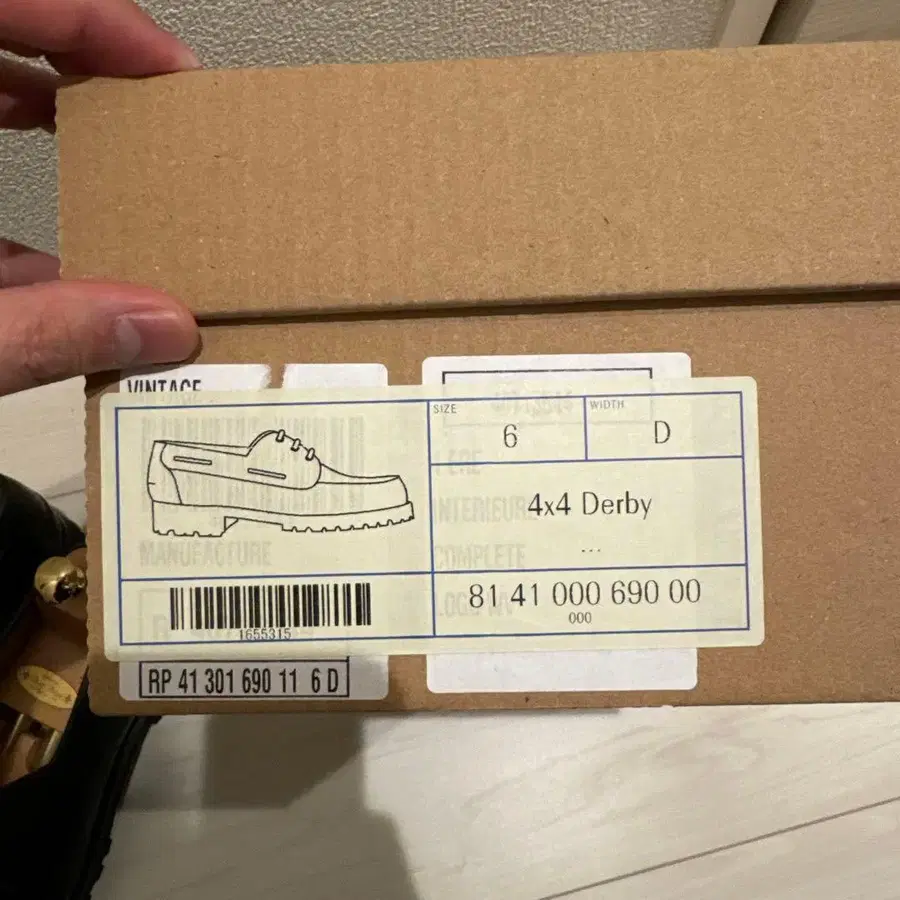 VINTAGE
SIZE
6
WIDTH
D
4x4 Derby
...
MANUFACTURE
INTERIEURE
COMPLETE
1655315
81 41 000 690 00
000
RP 41 301 690 11 6 D